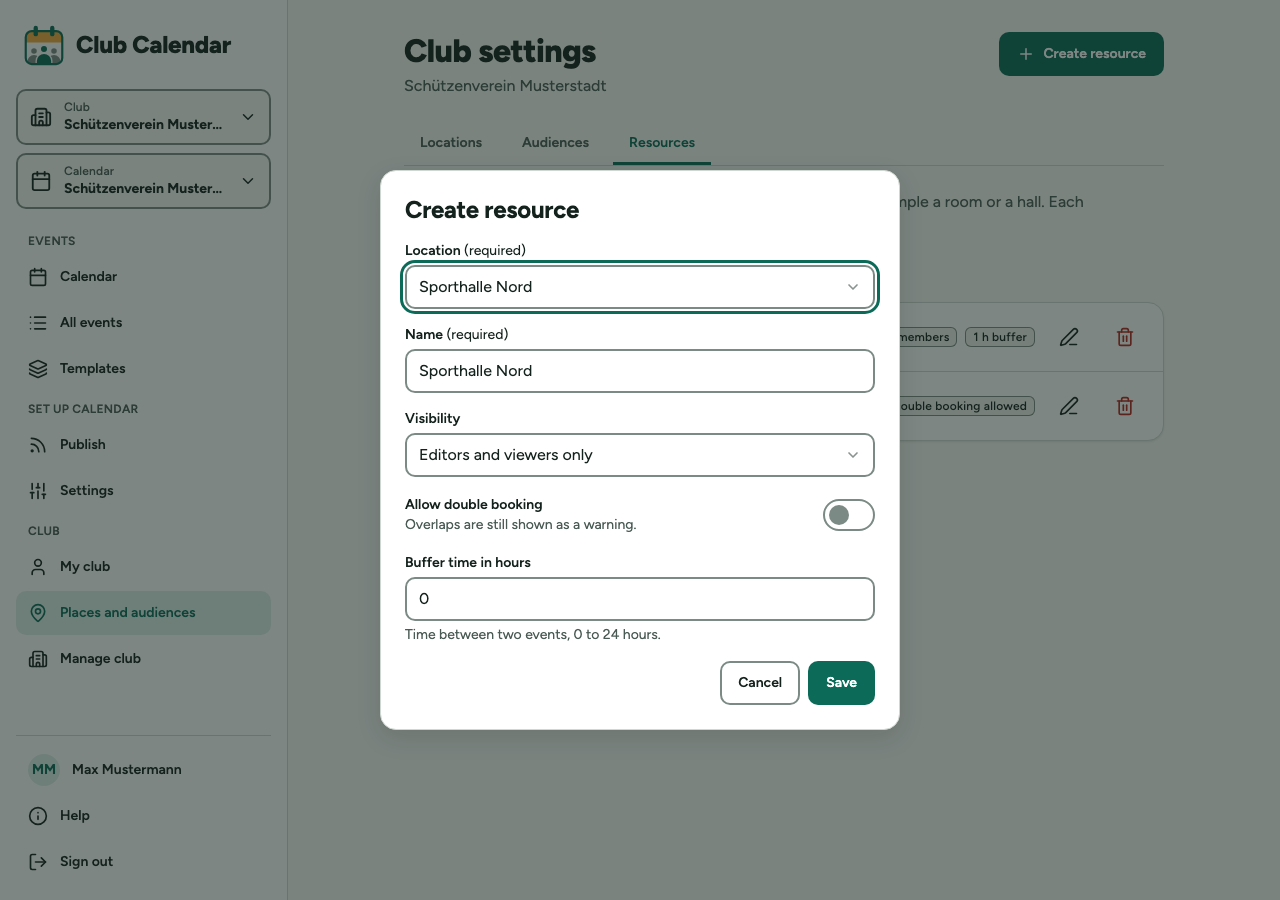 Club Calendar
Club
Schützenverein Muster...
Calendar
Schützenverein Muster...
EVENTS
Calendar
All events
Templates
SET UP CALENDAR
Publish
Settings
CLUB
My club
Places and audiences
Manage club
MM Max Mustermann
Help
Sign out
Club settings
Schützenverein Musterstadt
Create resource
Locations Audiences Resources
a room or a hall. Each
members 1 h buffer
double booking allowed
Create resource
Location (required)
Sporthalle Nord
Name (required)
Sporthalle Nord
Visibility
Editors and viewers only
Allow double booking
Overlaps are still shown as a warning.
Buffer time in hours
0
Time between two events, 0 to 24 hours.
Cancel Save